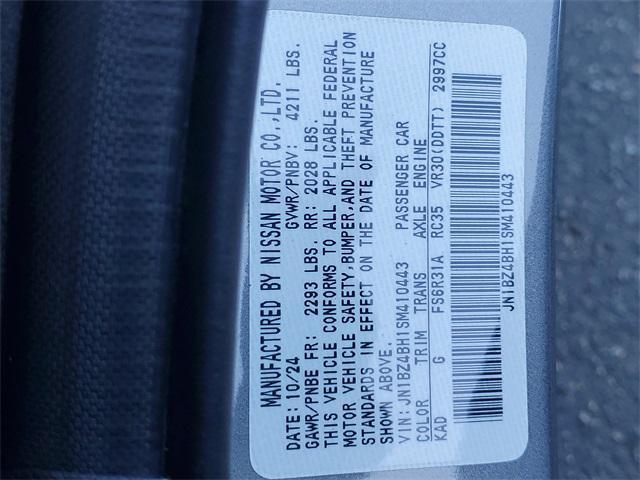 MANUFACTURED BY NISSAN MOTOR CO.,LTD.
DATE: 10/24 GVWR/PNBV: 4211 LBS.
GAWR/PNBE FR: 2293 LBS. RR: 2028 LBS.
THIS VEHICLE CONFORMS TO ALL APPLICABLE FEDERAL
MOTOR VEHICLE SAFETY, BUMPER, AND THEFT PREVENTION
STANDARDS IN EFFECT ON THE DATE OF MANUFACTURE
SHOWN ABOVE.
VIN: JN1BZ4BH1SM410443 PASSENGER CAR
COLOR TRIM TRANS AXLE ENGINE
KAD G FS6R31A RC35 VR30(DDTT) 2997CC
JN1BZ4BH1SM410443